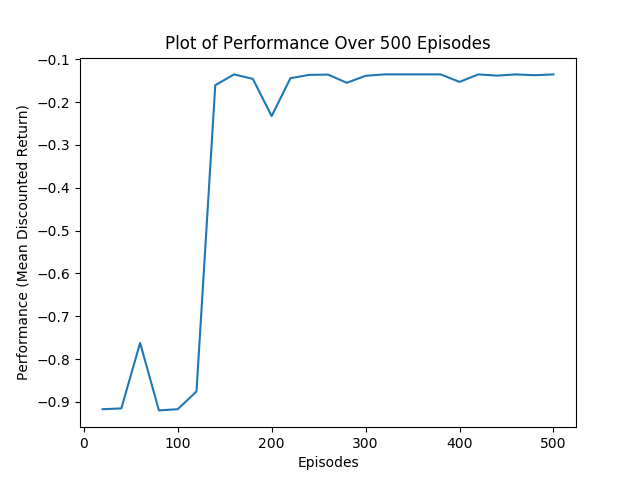 Plot of Performance Over 500 Episodes
Performance (Mean Discounted Return)
−0.1
−0.2
−0.3
−0.4
−0.5
−0.6
−0.7
−0.8
−0.9
0 100 200 300 400 500
Episodes